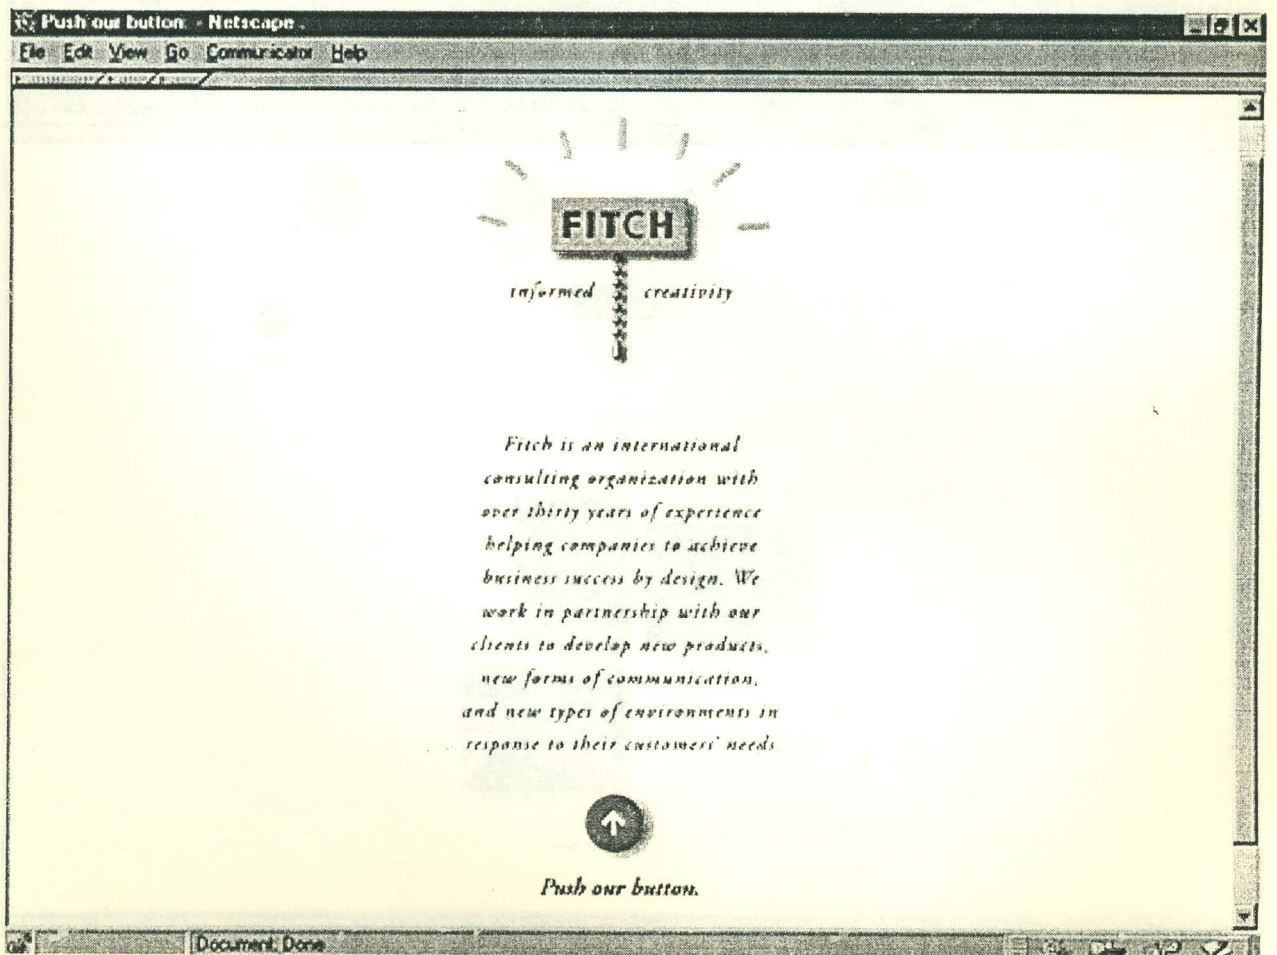 Push our button - Netscape
File Edit View Go Communicator Help
FITCH
informed creativity
Fitch is an international
consulting organization with
over thirty years of experience
helping companies to achieve
business success by design. We
work in partnership with our
clients to develop new products,
new forms of communication,
and new types of environments in
response to their customers' needs
Push our button.
Document: Done